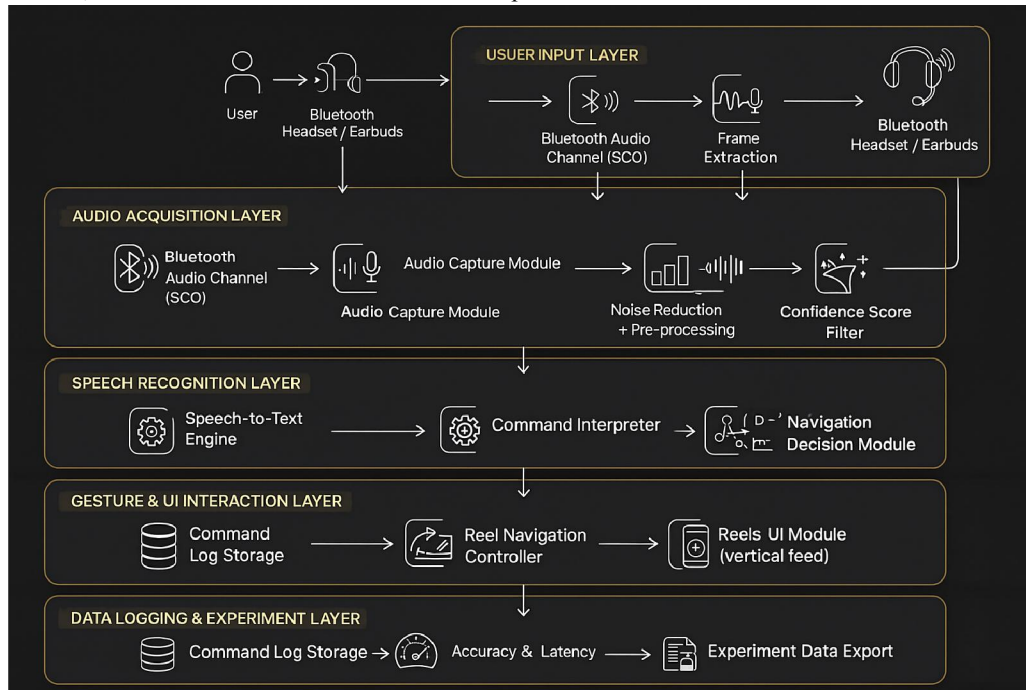 USUER INPUT LAYER
User
Bluetooth
Headset / Earbuds
Bluetooth Audio
Channel (SCO)
Frame
Extraction
Bluetooth
Headset / Earbuds
AUDIO ACQUISITION LAYER
Bluetooth
Audio Channel
(SCO)
Audio Capture Module
Audio Capture Module
Noise Reduction
+ Pre-processing
Confidence Score
Filter
SPEECH RECOGNITION LAYER
Speech-to-Text
Engine
Command Interpreter
Navigation
Decision Module
GESTURE & UI INTERACTION LAYER
Command
Log Storage
Reel Navigation
Controller
Reels UI Module
(vertical feed)
DATA LOGGING & EXPERIMENT LAYER
Command Log Storage
Accuracy & Latency
Experiment Data Export